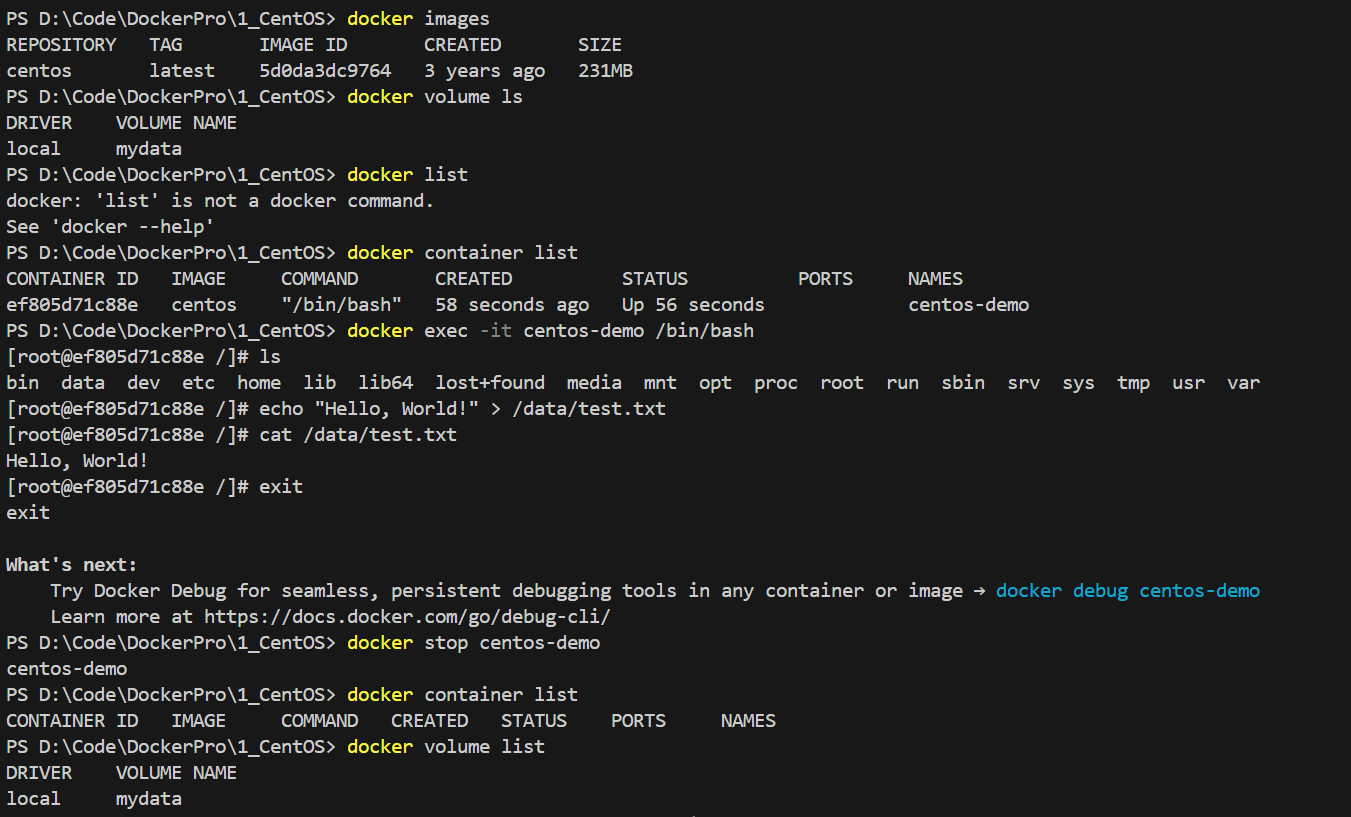 PS D:\Code\DockerPro\1_CentOS> docker images
REPOSITORY   TAG       IMAGE ID       CREATED       SIZE
centos       latest    5d0da3dc9764   3 years ago   231MB
PS D:\Code\DockerPro\1_CentOS> docker volume ls
DRIVER    VOLUME NAME
local     mydata
PS D:\Code\DockerPro\1_CentOS> docker list
docker: 'list' is not a docker command.
See 'docker --help'
PS D:\Code\DockerPro\1_CentOS> docker container list
CONTAINER ID   IMAGE     COMMAND       CREATED          STATUS          PORTS     NAMES
ef805d71c88e   centos    "/bin/bash"   58 seconds ago   Up 56 seconds             centos-demo
PS D:\Code\DockerPro\1_CentOS> docker exec -it centos-demo /bin/bash
[root@ef805d71c88e /]# ls
bin  data  dev  etc  home  lib  lib64  lost+found  media  mnt  opt  proc  root  run  sbin  srv  sys  tmp  usr  var
[root@ef805d71c88e /]# echo "Hello, World!" > /data/test.txt
[root@ef805d71c88e /]# cat /data/test.txt
Hello, World!
[root@ef805d71c88e /]# exit
exit
What's next:
    Try Docker Debug for seamless, persistent debugging tools in any container or image → docker debug centos-demo
    Learn more at https://docs.docker.com/go/debug-cli/
PS D:\Code\DockerPro\1_CentOS> docker stop centos-demo
centos-demo
PS D:\Code\DockerPro\1_CentOS> docker container list
CONTAINER ID   IMAGE     COMMAND   CREATED   STATUS    PORTS     NAMES
PS D:\Code\DockerPro\1_CentOS> docker volume list
DRIVER    VOLUME NAME
local     mydata